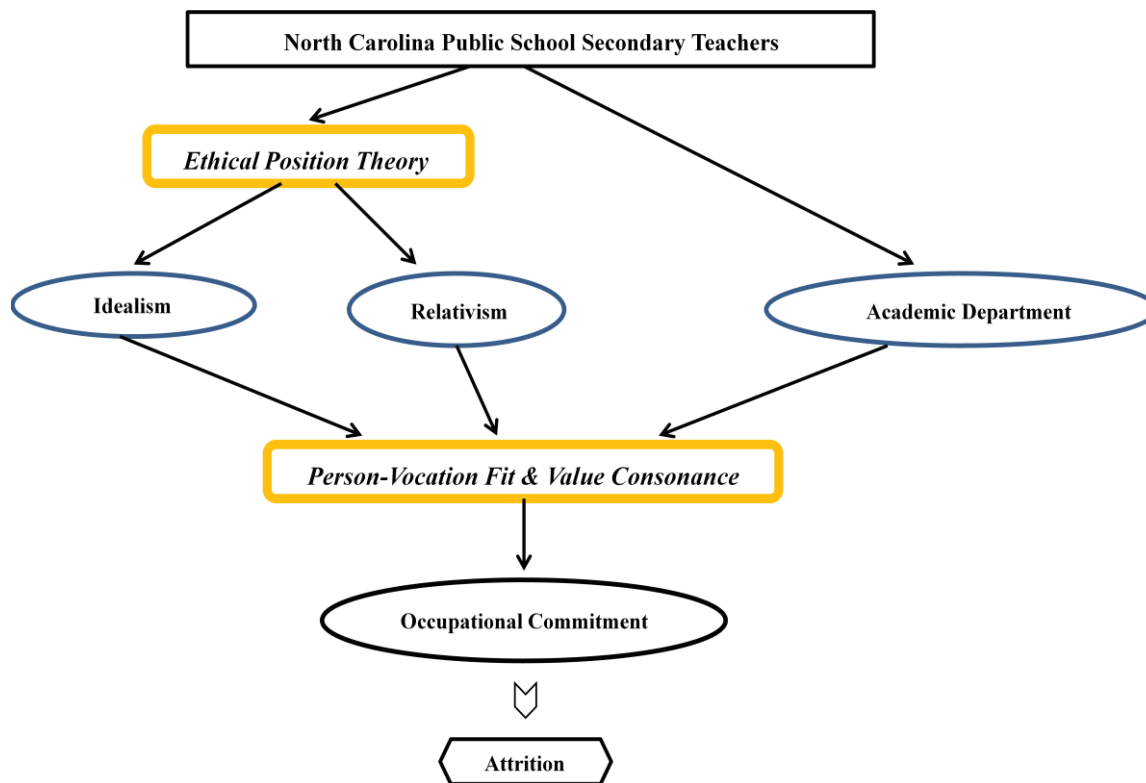 North Carolina Public School Secondary Teachers
Ethical Position Theory
Idealism
Relativism
Academic Department
Person-Vocation Fit & Value Consonance
Occupational Commitment
Attrition